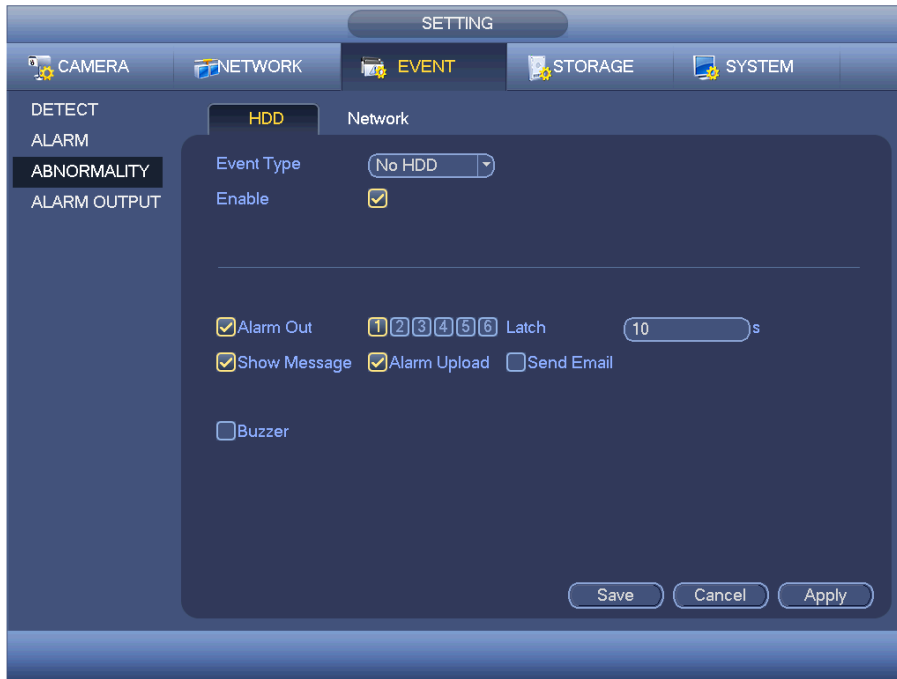 SETTING
CAMERA NETWORK EVENT STORAGE SYSTEM
DETECT
ALARM
ABNORMALITY
ALARM OUTPUT
HDD Network
Event Type No HDD
Enable
Alarm Out 1 2 3 4 5 6 Latch 10 s
Show Message Alarm Upload Send Email
Buzzer
Save Cancel Apply